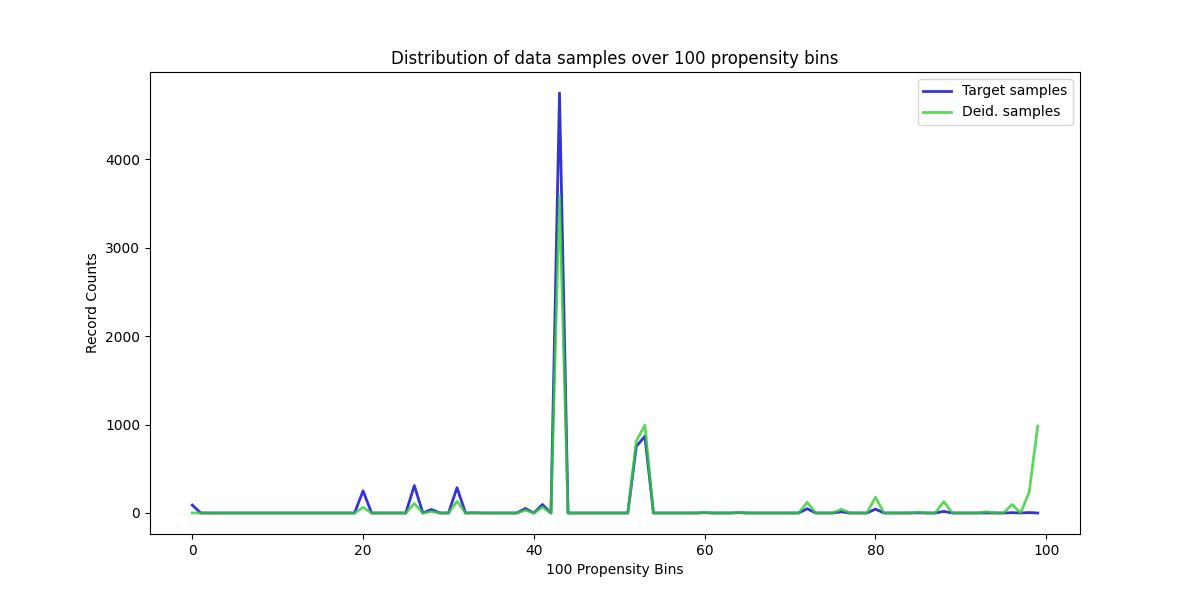 Distribution of data samples over 100 propensity bins
Target samples
Deid. samples
4000
3000
2000
1000
0
Record Counts
0 20 40 60 80 100
100 Propensity Bins